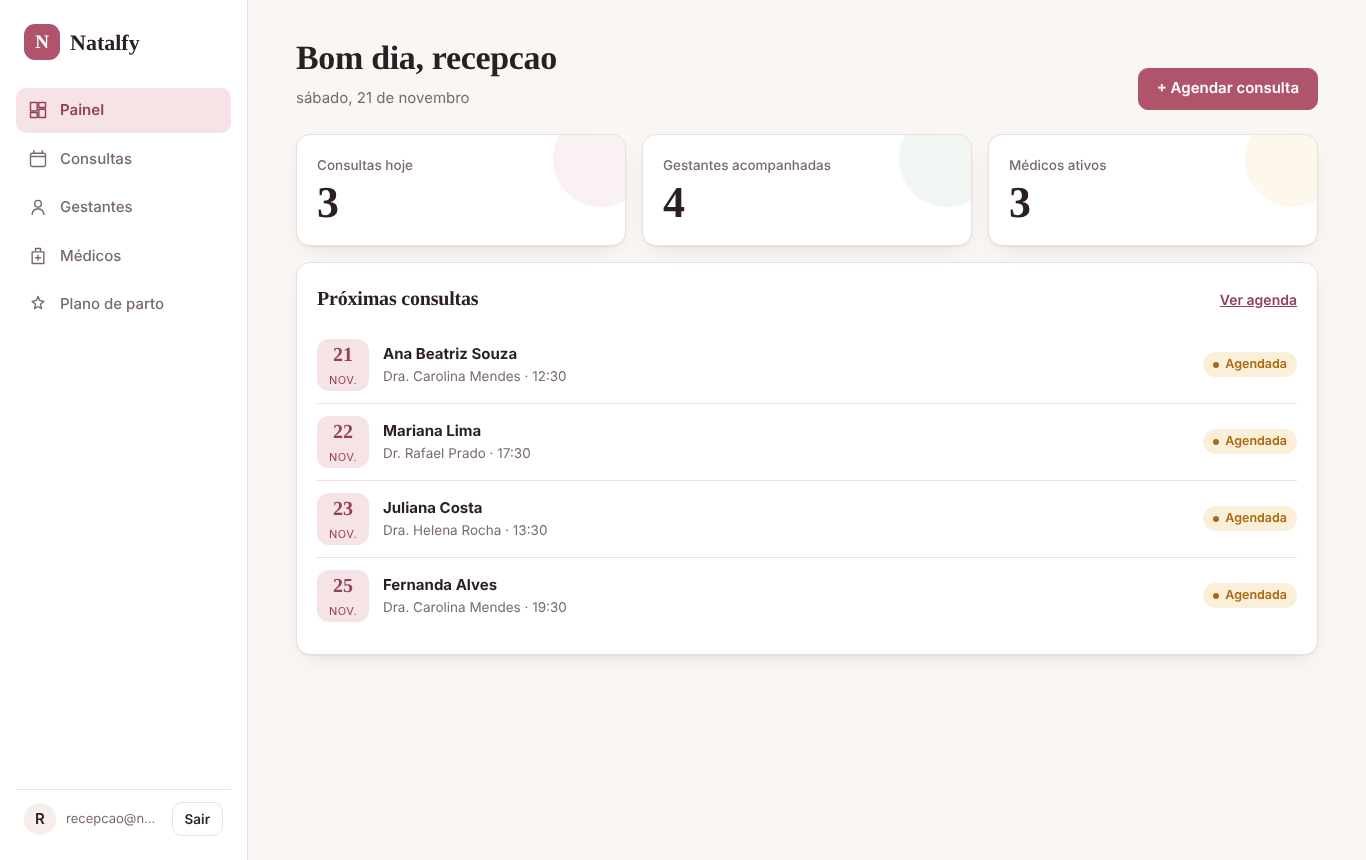 N Natalfy
Painel
Consultas
Gestantes
Médicos
Plano de parto
R recepcao@n... Sair
Bom dia, recepcao
sábado, 21 de novembro
+ Agendar consulta
Consultas hoje
3
Gestantes acompanhadas
4
Médicos ativos
3
Próximas consultas
Ver agenda
21 NOV.
Ana Beatriz Souza
Dra. Carolina Mendes · 12:30
Agendada
22 NOV.
Mariana Lima
Dr. Rafael Prado · 17:30
Agendada
23 NOV.
Juliana Costa
Dra. Helena Rocha · 13:30
Agendada
25 NOV.
Fernanda Alves
Dra. Carolina Mendes · 19:30
Agendada